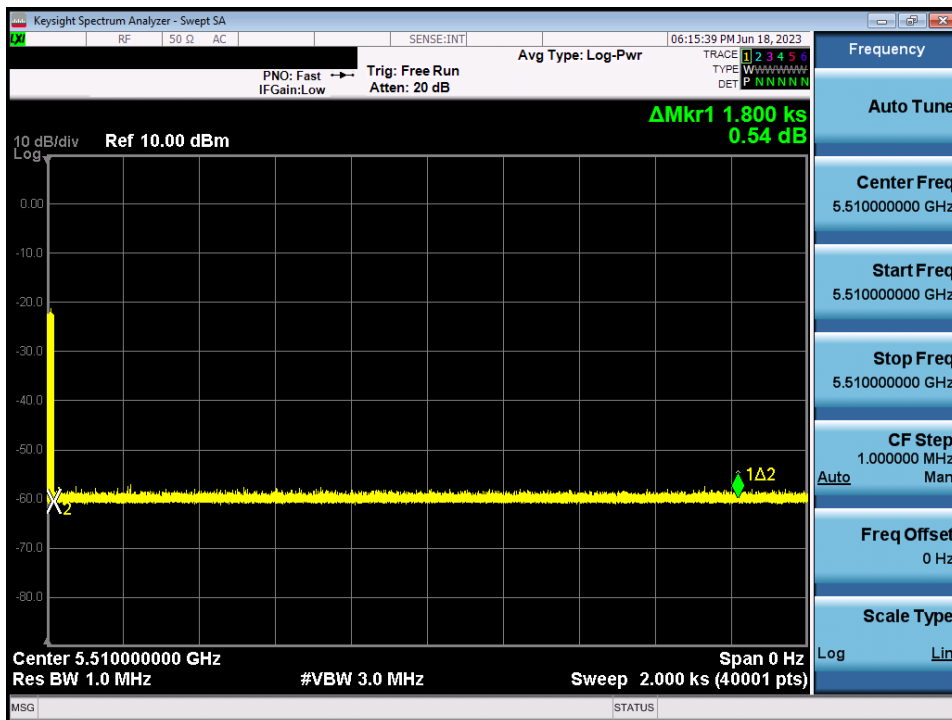 Keysight Spectrum Analyzer - Swept SA
LXI RF 50 Ω AC SENSE:INT 06:15:39 PM Jun 18, 2023
Avg Type: Log-Pwr TRACE 1 2 3 4 5 6
PNO: Fast Trig: Free Run TYPE WWWWWW
IFGain:Low Atten: 20 dB DET P N N N N N
ΔMkr1 1.800 ks
0.54 dB
10 dB/div Ref 10.00 dBm
Log
0.00
-10.0
-20.0
-30.0
-40.0
-50.0
-60.0
-70.0
-80.0
2
1Δ2
Center 5.510000000 GHz Span 0 Hz
Res BW 1.0 MHz #VBW 3.0 MHz Sweep 2.000 ks (40001 pts)
MSG STATUS
Frequency
Auto Tune
Center Freq
5.510000000 GHz
Start Freq
5.510000000 GHz
Stop Freq
5.510000000 GHz
CF Step
1.000000 MHz
Auto Man
Freq Offset
0 Hz
Scale Type
Log Lin